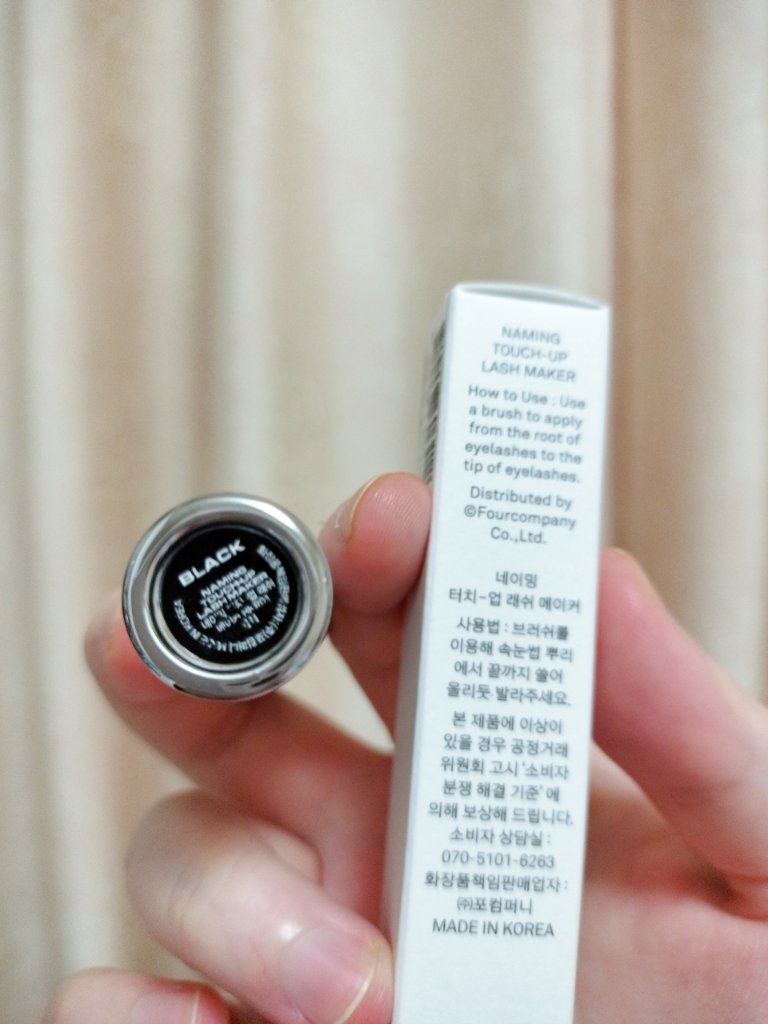 BLACK
NAMING
TOUCH-UP
LASH MAKER
NAMING
TOUCH-UP
LASH MAKER
How to Use : Use
a brush to apply
from the root of
eyelashes to the
tip of eyelashes.
Distributed by
©Fourcompany
Co.,Ltd.
네이밍
터치-업 래쉬 메이커
사용법 : 브러쉬를
이용해 속눈썹 뿌리
에서 끝까지 쓸어
올리듯 발라주세요.
본 제품에 이상이
있을 경우 공정거래
위원회 고시 '소비자
분쟁 해결 기준' 에
의해 보상해 드립니다.
소비자 상담실 :
070-5101-6263
화장품책임판매업자 :
㈜포컴퍼니
MADE IN KOREA